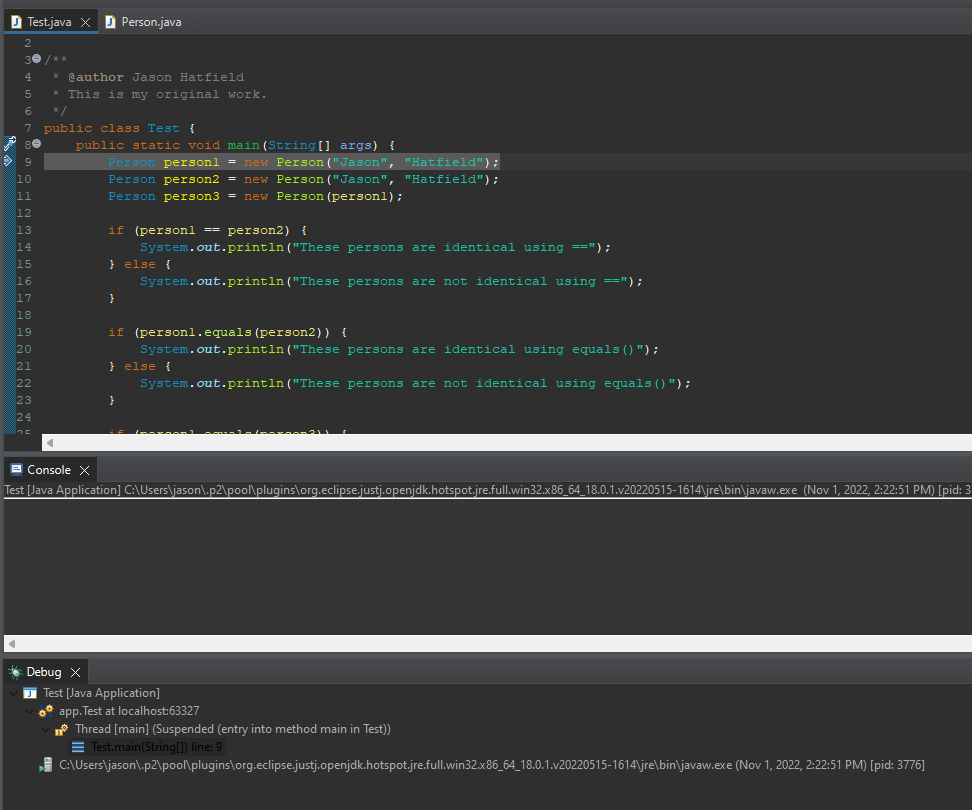 Test.java Person.java
2
3 /**
4 * @author Jason Hatfield
5 * This is my original work.
6 */
7 public class Test {
8 public static void main(String[] args) {
9 Person person1 = new Person("Jason", "Hatfield");
10 Person person2 = new Person("Jason", "Hatfield");
11 Person person3 = new Person(person1);
12
13 if (person1 == person2) {
14 System.out.println("These persons are identical using ==");
15 } else {
16 System.out.println("These persons are not identical using ==");
17 }
18
19 if (person1.equals(person2)) {
20 System.out.println("These persons are identical using equals()");
21 } else {
22 System.out.println("These persons are not identical using equals()");
23 }
24
25 if (person1.equals(person3)) {
Console
Test [Java Application] C:\Users\jason\.p2\pool\plugins\org.eclipse.justj.openjdk.hotspot.jre.full.win32.x86_64_18.0.1.v20220515-1614\jre\bin\javaw.exe (Nov 1, 2022, 2:22:51 PM) [pid: 3
Debug
Test [Java Application]
app.Test at localhost:63327
Thread [main] (Suspended (entry into method main in Test))
Test.main(String[]) line: 9
C:\Users\jason\.p2\pool\plugins\org.eclipse.justj.openjdk.hotspot.jre.full.win32.x86_64_18.0.1.v20220515-1614\jre\bin\javaw.exe (Nov 1, 2022, 2:22:51 PM) [pid: 3776]